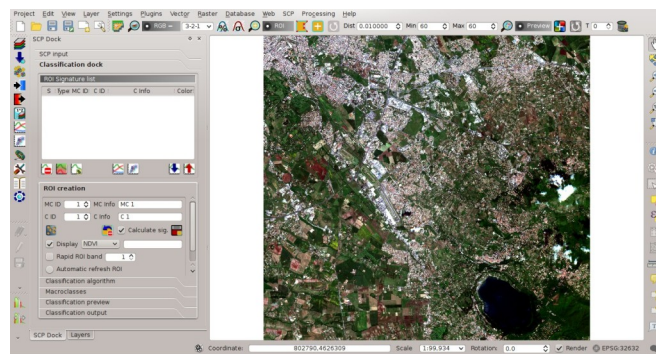 Project Edit View Layer Settings Plugins Vector Raster Database Web SCP Processing Help
RGB = 3-2-1 ROI Dist 0.010000 Min 60 Max 60 Preview T 0
SCP Dock
SCP input
Classification dock
ROI Signature list
S Type MC ID C ID C Info Color
ROI creation
MC ID 1 MC Info MC 1
C ID 1 C Info C 1
Calculate sig.
Display NDVI
Rapid ROI band 1
Automatic refresh ROI
Classification algorithm
Macroclasses
Classification preview
Classification output
SCP Dock Layers
Coordinate: 802790,4626309 Scale 1:99,934 Rotation: 0.0 Render EPSG:32632